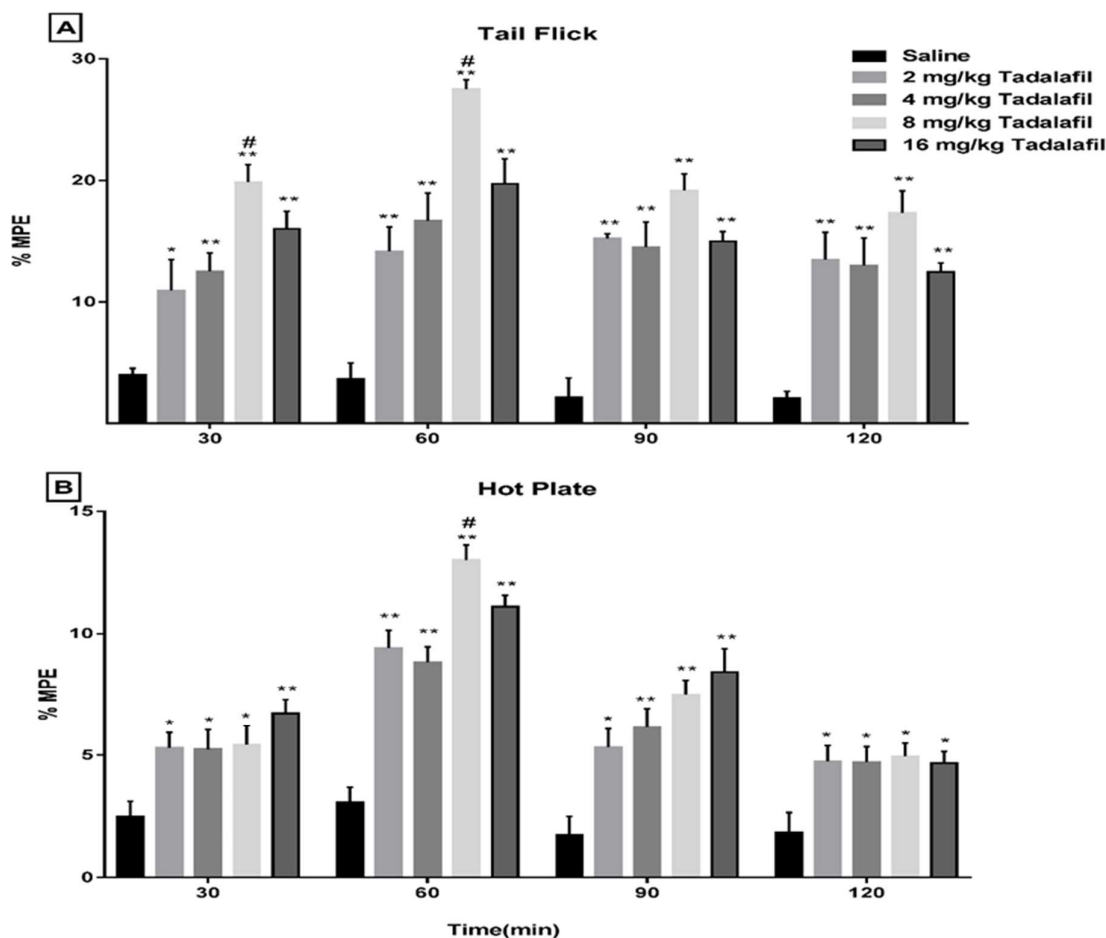 A
Tail Flick
Saline
2 mg/kg Tadalafil
4 mg/kg Tadalafil
8 mg/kg Tadalafil
16 mg/kg Tadalafil
% MPE
30
20
10
# ** 
* ** ** 
# ** 
** ** ** 
** ** ** ** 
** ** ** **
30 60 90 120
B
Hot Plate
% MPE
15
10
5
0
* * * ** 
# ** 
** ** ** 
* ** ** ** 
* * * *
30 60 90 120
Time(min)